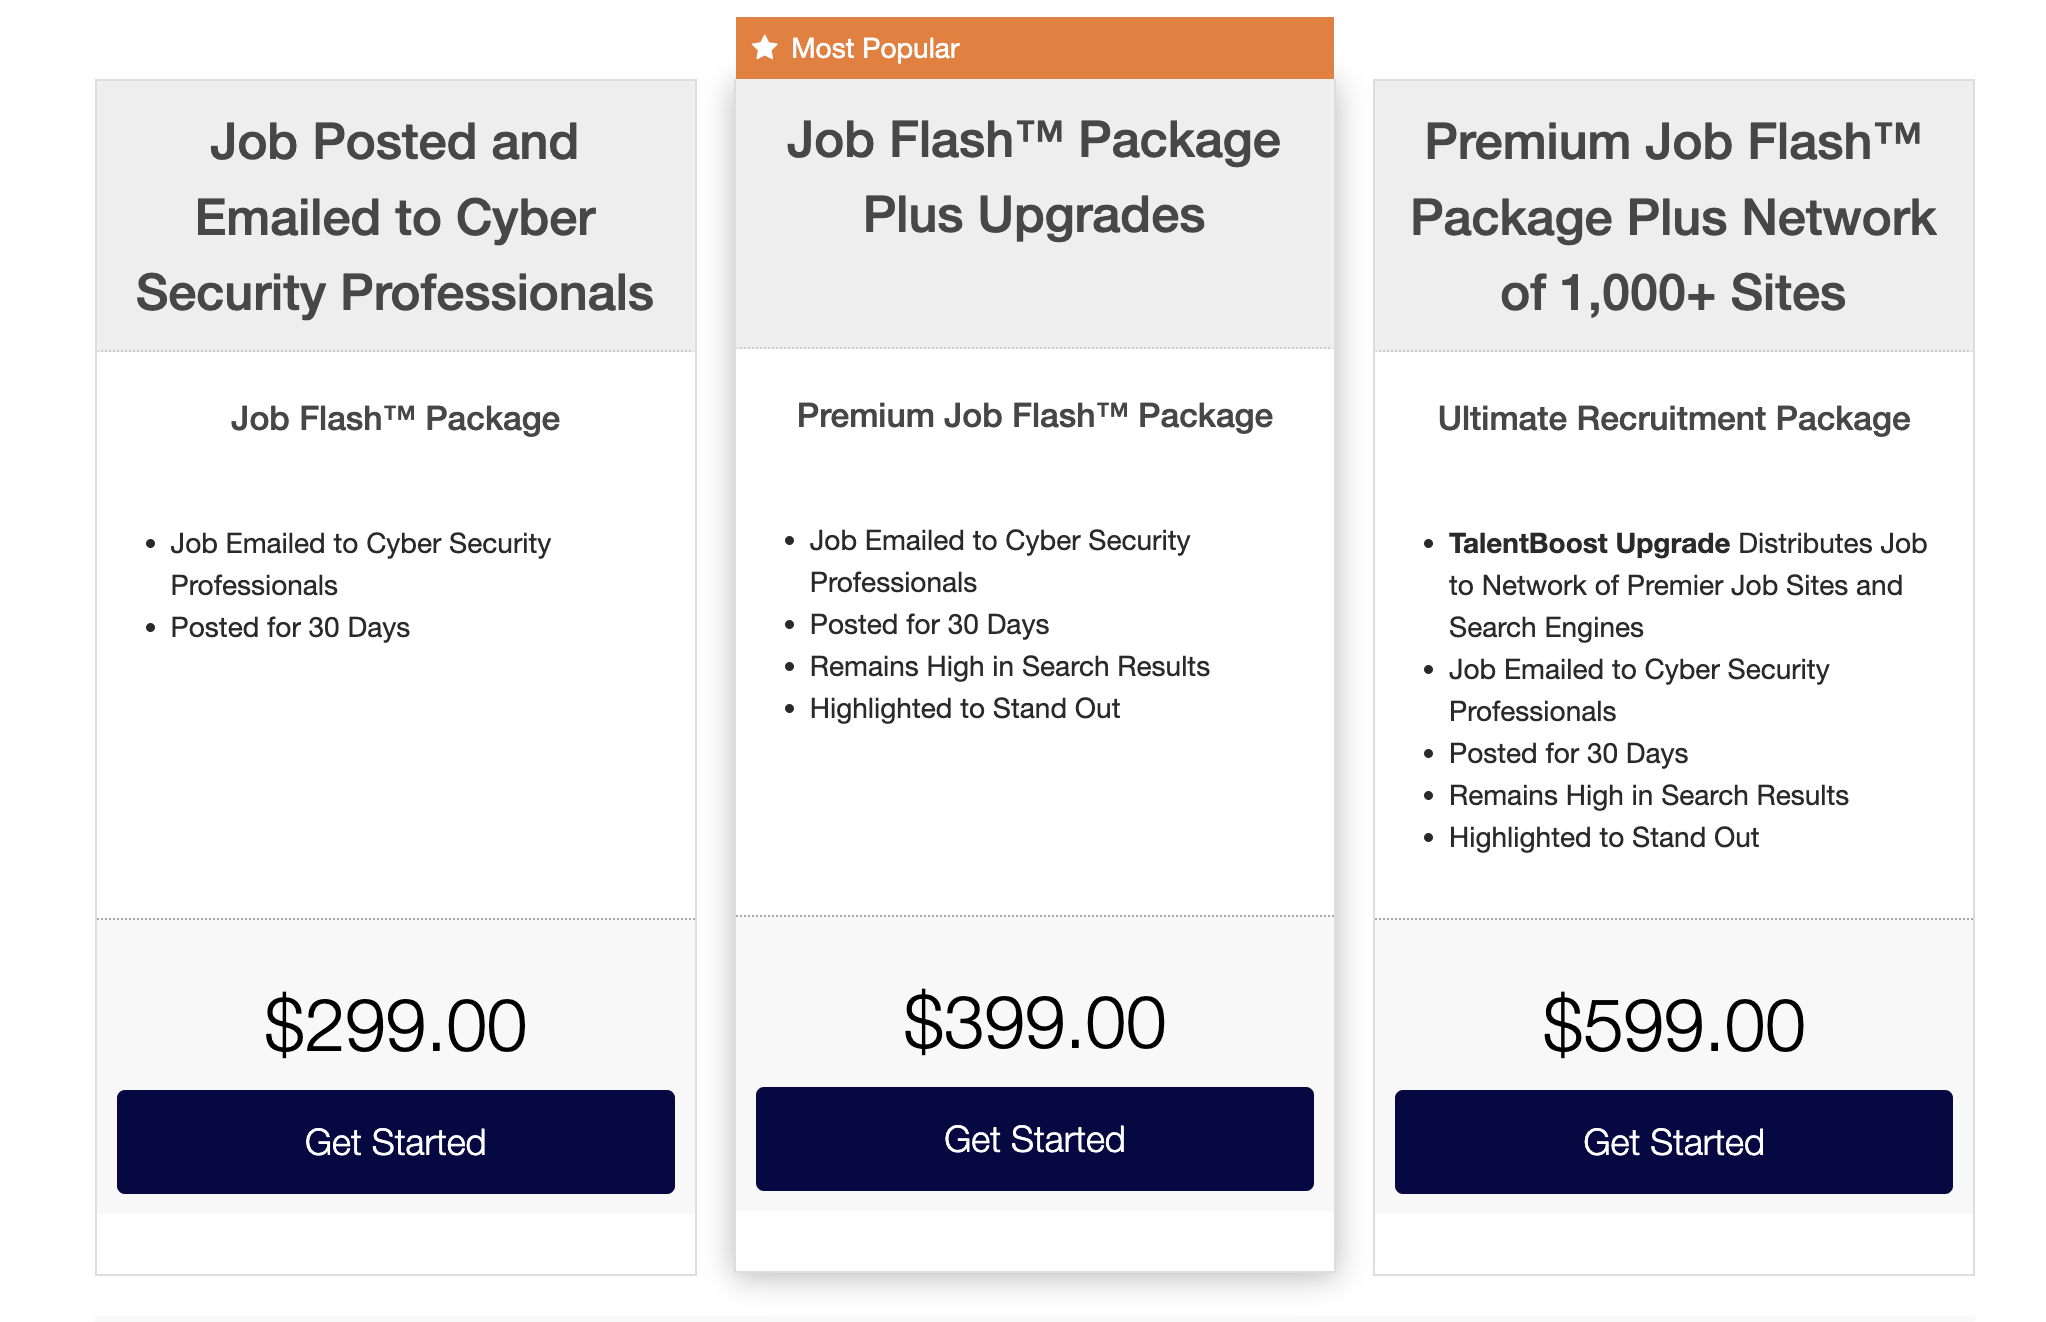 Job Posted and
Emailed to Cyber
Security Professionals
Job Flash™ Package
• Job Emailed to Cyber Security
Professionals
• Posted for 30 Days
$299.00
Get Started
★ Most Popular
Job Flash™ Package
Plus Upgrades
Premium Job Flash™ Package
• Job Emailed to Cyber Security
Professionals
• Posted for 30 Days
• Remains High in Search Results
• Highlighted to Stand Out
$399.00
Get Started
Premium Job Flash™
Package Plus Network
of 1,000+ Sites
Ultimate Recruitment Package
• TalentBoost Upgrade Distributes Job
to Network of Premier Job Sites and
Search Engines
• Job Emailed to Cyber Security
Professionals
• Posted for 30 Days
• Remains High in Search Results
• Highlighted to Stand Out
$599.00
Get Started